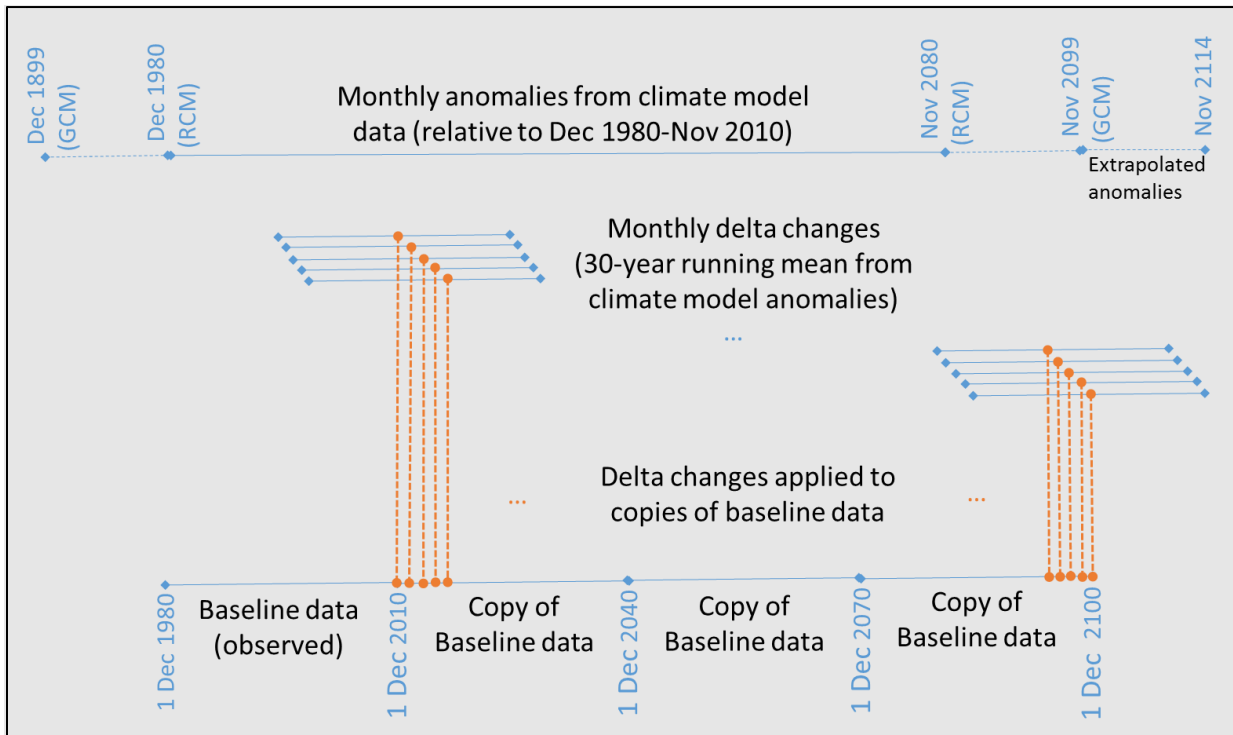 Dec 1899
(GCM)
Dec 1980
(RCM)
Monthly anomalies from climate model
data (relative to Dec 1980-Nov 2010)
Nov 2080
(RCM)
Nov 2099
(GCM)
Nov 2114
Extrapolated
anomalies
Monthly delta changes
(30-year running mean from
climate model anomalies)
...
Delta changes applied to
copies of baseline data
...
...
1 Dec 1980
Baseline data
(observed)
1 Dec 2010
Copy of
Baseline data
1 Dec 2040
Copy of
Baseline data
1 Dec 2070
Copy of
Baseline data
1 Dec 2100